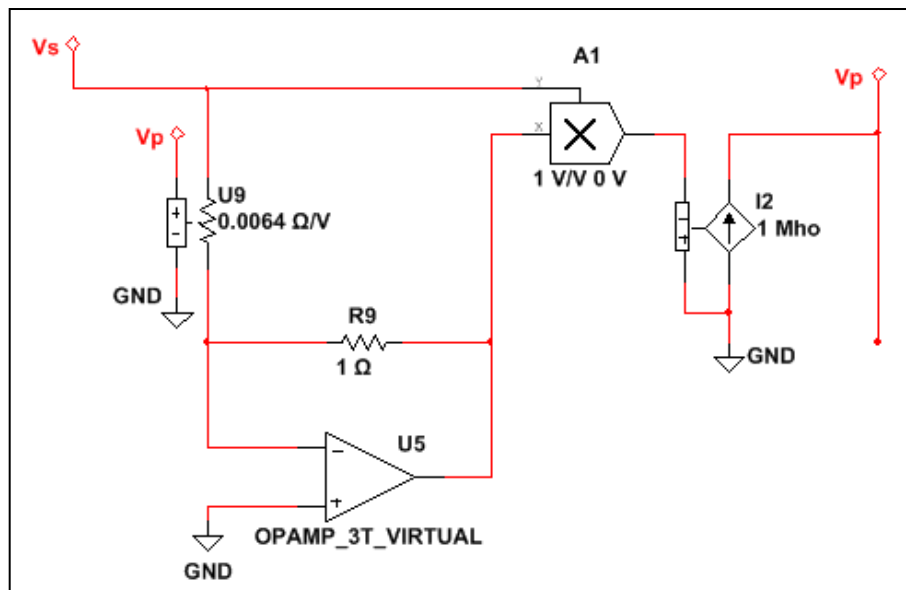 Vs
A1
Vp
Y
Vp
X
U9
0.0064 Ω/V
1 V/V 0 V
I2
1 Mho
+
−
−
+
GND
R9
1 Ω
GND
U5
−
+
OPAMP_3T_VIRTUAL
GND